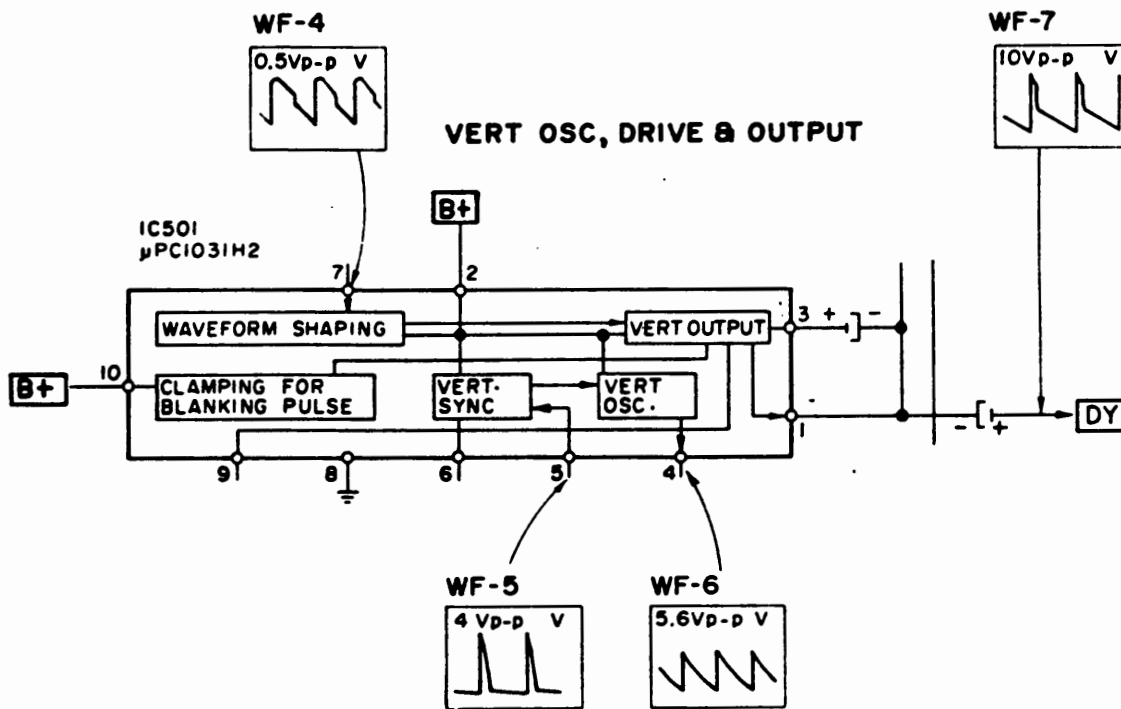 WF-4
0.5Vp-p V
WF-7
10Vp-p V
VERT OSC, DRIVE & OUTPUT
B+
IC501
μPC1031H2
7
2
3
+
-
WAVEFORM SHAPING
VERT OUTPUT
10
B+
CLAMPING FOR
BLANKING PULSE
VERT.
SYNC
VERT
OSC.
1
-
+
DY
9
8
6
5
4
WF-5
4 Vp-p V
WF-6
5.6Vp-p V